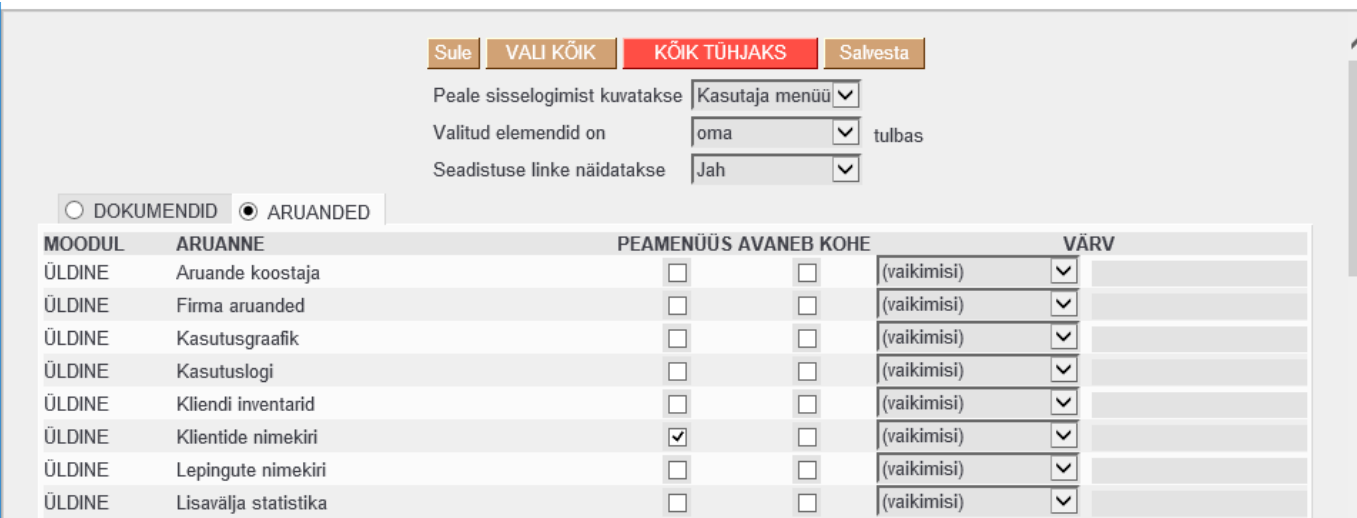 Sule VALI KÕIK KÕIK TÜHJAKS Salvesta
Peale sisselogimist kuvatakse Kasutaja menüü
Valitud elemendid on oma tulbas
Seadistuse linke näidatakse Jah
DOKUMENDID ARUANDED
MOODUL ARUANNE PEAMENÜÜS AVANEB KOHE VÄRV
ÜLDINE Aruande koostaja (vaikimisi)
ÜLDINE Firma aruanded (vaikimisi)
ÜLDINE Kasutusgraafik (vaikimisi)
ÜLDINE Kasutuslogi (vaikimisi)
ÜLDINE Kliendi inventarid (vaikimisi)
ÜLDINE Klientide nimekiri (vaikimisi)
ÜLDINE Lepingute nimekiri (vaikimisi)
ÜLDINE Lisavälja statistika (vaikimisi)